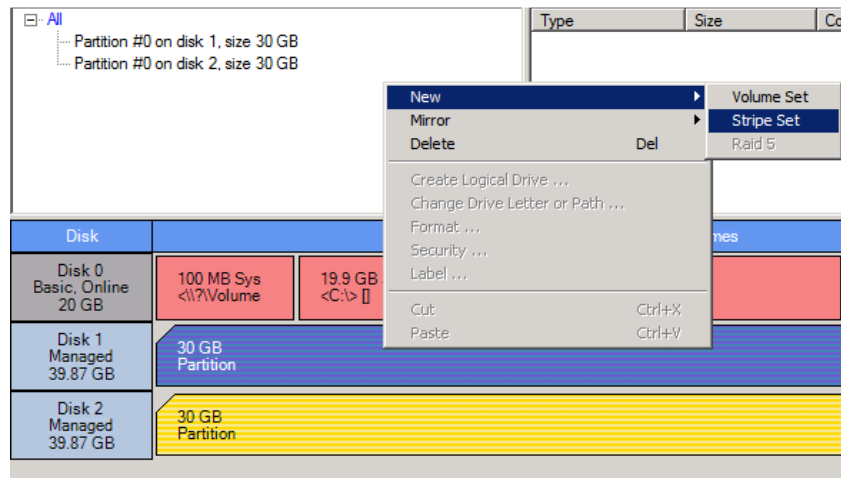 All
Partition #0 on disk 1, size 30 GB
Partition #0 on disk 2, size 30 GB
Type Size Co
New
Mirror
Delete Del
Create Logical Drive ...
Change Drive Letter or Path ...
Format ...
Security ...
Label ...
Cut Ctrl+X
Paste Ctrl+V
Volume Set
Stripe Set
Raid 5
Disk mes
Disk 0
Basic, Online
20 GB
100 MB Sys
<\\?\Volume
19.9 GB
<C:\> []
Disk 1
Managed
39.87 GB
30 GB
Partition
Disk 2
Managed
39.87 GB
30 GB
Partition